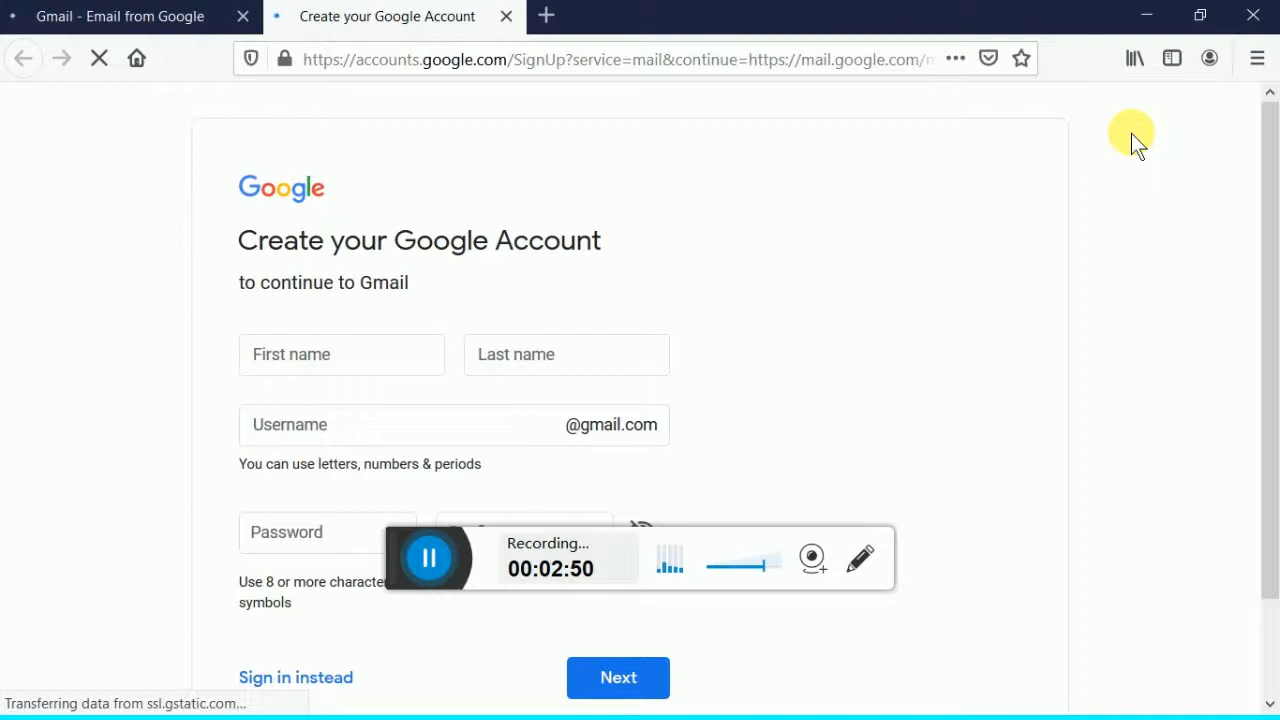 Gmail - Email from Google
Create your Google Account
https://accounts.google.com/SignUp?service=mail&continue=https://mail.google.com/
Google
Create your Google Account
to continue to Gmail
First name Last name
Username @gmail.com
You can use letters, numbers & periods
Password
Recording...
00:02:50
Use 8 or more
symbols
Sign in instead Next
Transferring data from ssl.gstatic.com...